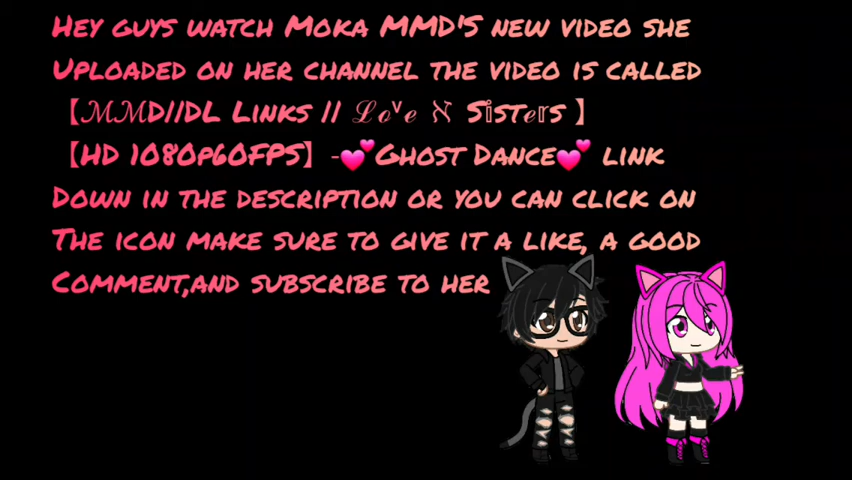 Hey guys watch Moka MMD'S new video she
Uploaded on her channel the video is called
【ℳℳD//DL Links // ℒℴᵛℯ ℵ Sⅈsтℯℝs 】
【HD 1080p60FPS】 -💕Ghost Dance💕 link
Down in the description or you can click on
The icon make sure to give it a like, a good
Comment,and subscribe to her